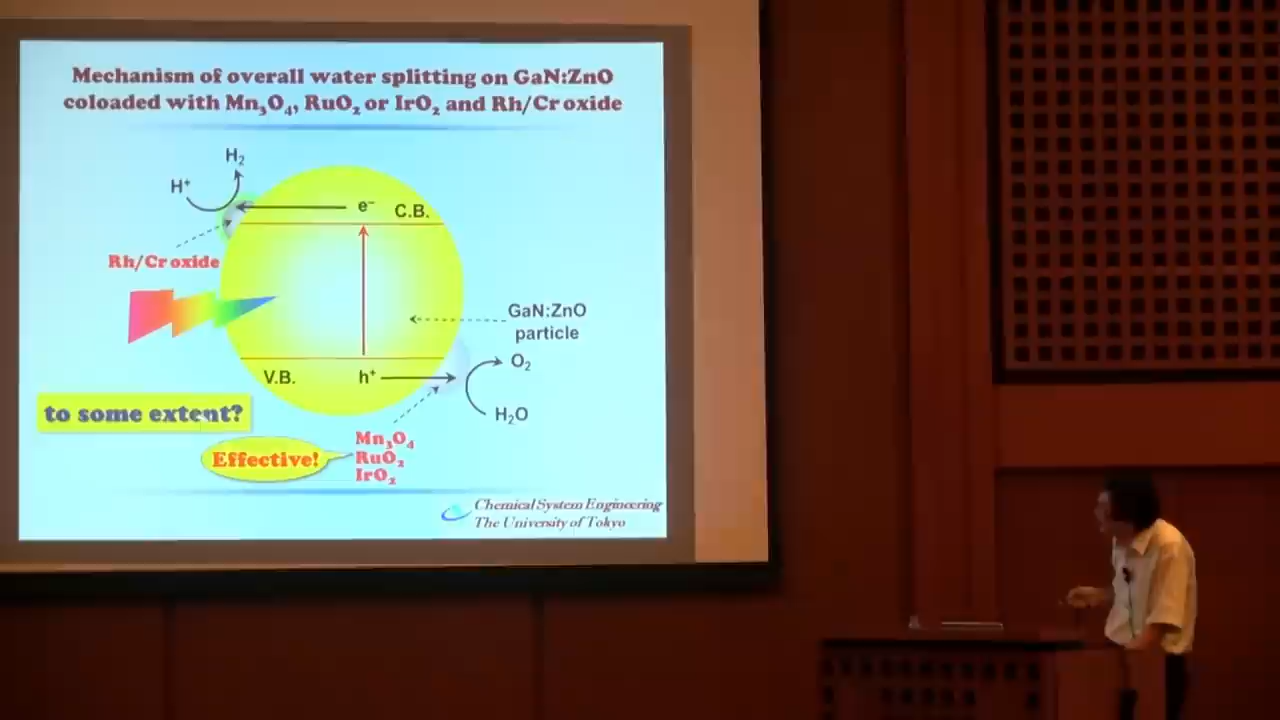 Mechanism of overall water splitting on GaN:ZnO
coloaded with Mn₃O₄, RuO₂ or IrO₂ and Rh/Cr oxide
H₂
H⁺
e⁻
C.B.
Rh/Cr oxide
GaN:ZnO
particle
V.B.
h⁺
O₂
H₂O
to some extent?
Effective!
Mn₃O₄
RuO₂
IrO₂
Chemical System Engineering
The University of Tokyo